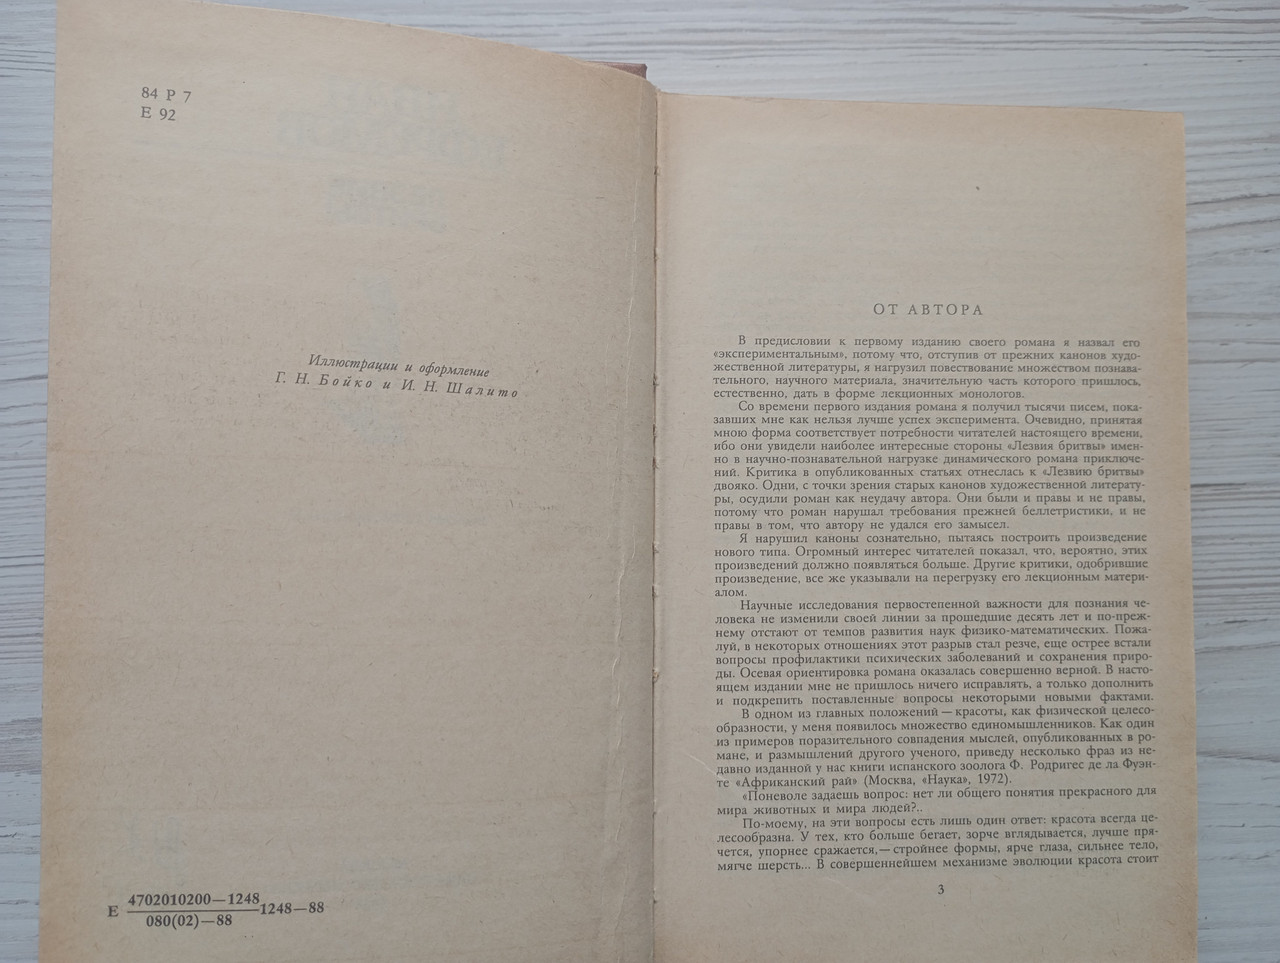 84 Р 7
Е 92
Иллюстрации и оформление
Г. Н. Бойко и И. Н. Шалито
Е 4702010200—1248
080(02)—88
1248—88
ОТ АВТОРА
В предисловии к первому изданию своего романа я назвал его
«экспериментальным», потому что, отступив от прежних канонов худо-
жественной литературы, я нагрузил повествование множеством познава-
тельного, научного материала, значительную часть которого пришлось,
естественно, дать в форме лекционных монологов.
Со времени первого издания романа я получил тысячи писем, пока-
завших мне как нельзя лучше успех эксперимента. Очевидно, принятая
мною форма соответствует потребности читателей настоящего времени,
ибо они увидели наиболее интересные стороны «Лезвия бритвы» имен-
но в научно-познавательной нагрузке динамического романа приключе-
ний. Критика в опубликованных статьях отнеслась к «Лезвию бритвы»
двояко. Одни, с точки зрения старых канонов художественной литерату-
ры, осудили роман как неудачу автора. Они были и правы и не правы,
потому что роман нарушал требования прежней беллетристики, и не
правы в том, что автору не удался его замысел.
Я нарушил каноны сознательно, пытаясь построить произведение
нового типа. Огромный интерес читателей показал, что, вероятно, этих
произведений должно появляться больше. Другие критики, одобрившие
произведение, все же указывали на перегрузку его лекционным матери-
алом.
Научные исследования первостепенной важности для познания че-
ловека не изменили своей линии за прошедшие десять лет и по-преж-
нему отстают от темпов развития наук физико-математических. Пожа-
луй, в некоторых отношениях этот разрыв стал резче, еще острее встали
вопросы профилактики психических заболеваний и сохранения приро-
ды. Осевая ориентировка романа оказалась совершенно верной. В насто-
ящем издании мне не пришлось ничего исправлять, а только дополнить
и подкрепить поставленные вопросы некоторыми новыми фактами.
В одном из главных положений — красоты, как физической целесо-
образности, у меня появилось множество единомышленников. Как один
из примеров поразительного совпадения мыслей, опубликованных в ро-
мане, и размышлений другого ученого, приведу несколько фраз из не-
давно изданной у нас книги испанского зоолога Ф. Родригес де ла Фуэн-
те «Африканский рай» (Москва, «Наука», 1972).
«Поневоле задаешь вопрос: нет ли общего понятия прекрасного для
мира животных и мира людей?..
По-моему, на эти вопросы есть лишь один ответ: красота всегда це-
лесообразна. У тех, кто больше бегает, зорче вглядывается, лучше пря-
чется, упорнее сражается,— стройнее формы, ярче глаза, сильнее тело,
мягче шерсть... В совершеннейшем механизме эволюции красота стоит
3